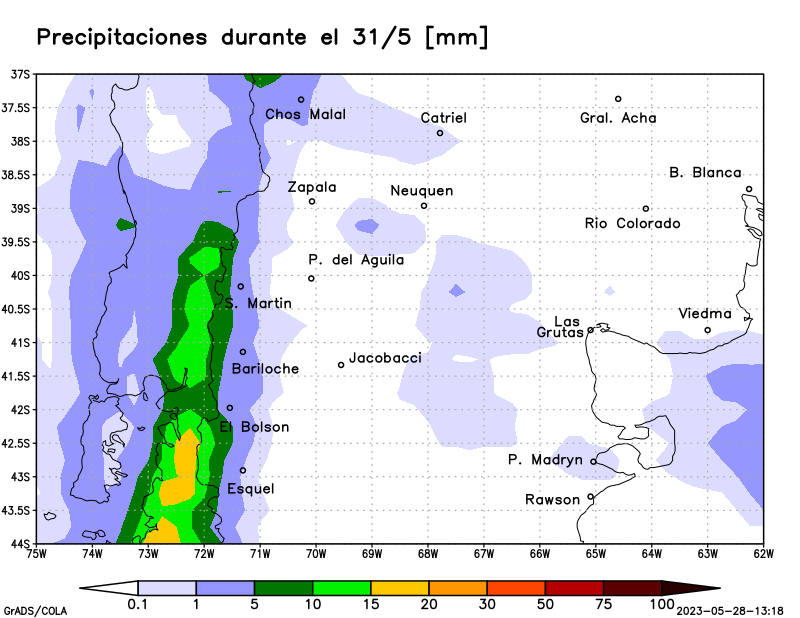 Precipitaciones durante el 31/5 [mm]
37S
37.5S
Chos Malal
Catriel
Gral. Acha
38S
38.5S
B. Blanca
Zapala
Neuquen
39S
Rio Colorado
39.5S
P. del Aguila
40S
S. Martin
40.5S
Las
Grutas
Viedma
41S
Bariloche
Jacobacci
41.5S
42S
El Bolson
42.5S
P. Madryn
43S
Esquel
Rawson
43.5S
44S
75W 74W 73W 72W 71W 70W 69W 68W 67W 66W 65W 64W 63W 62W
0.1 1 5 10 15 20 30 50 75 100
GrADS/COLA
2023-05-28-13:18